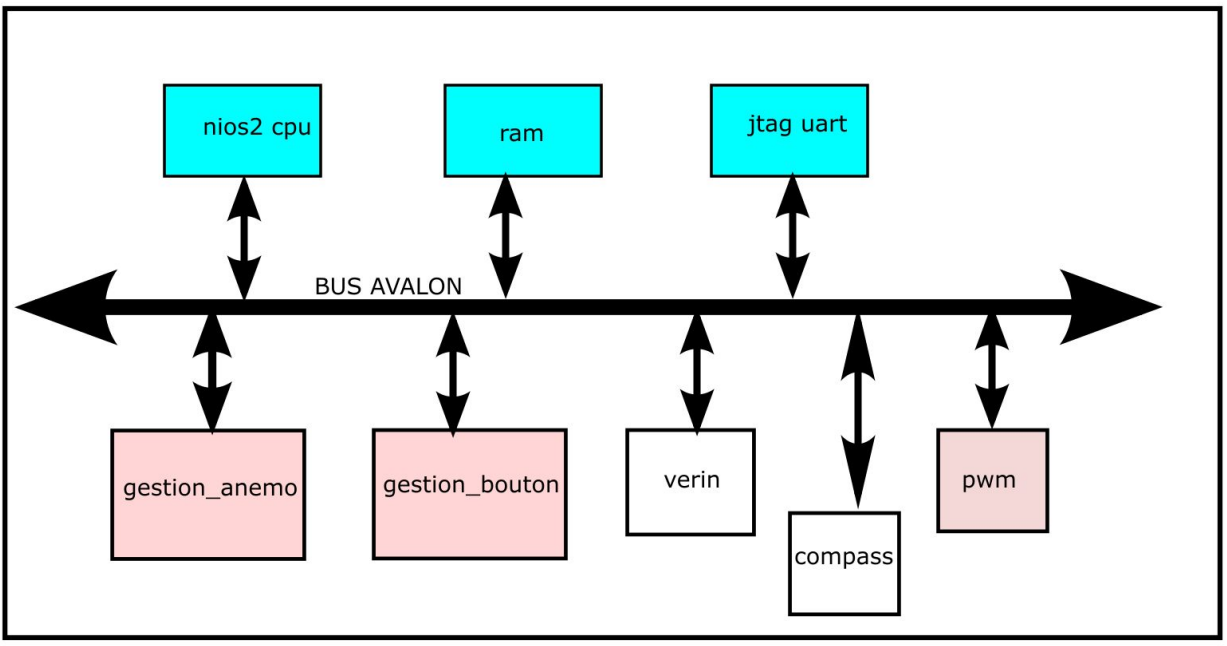 nios2 cpu
ram
jtag uart
BUS AVALON
gestion_anemo
gestion_bouton
verin
compass
pwm